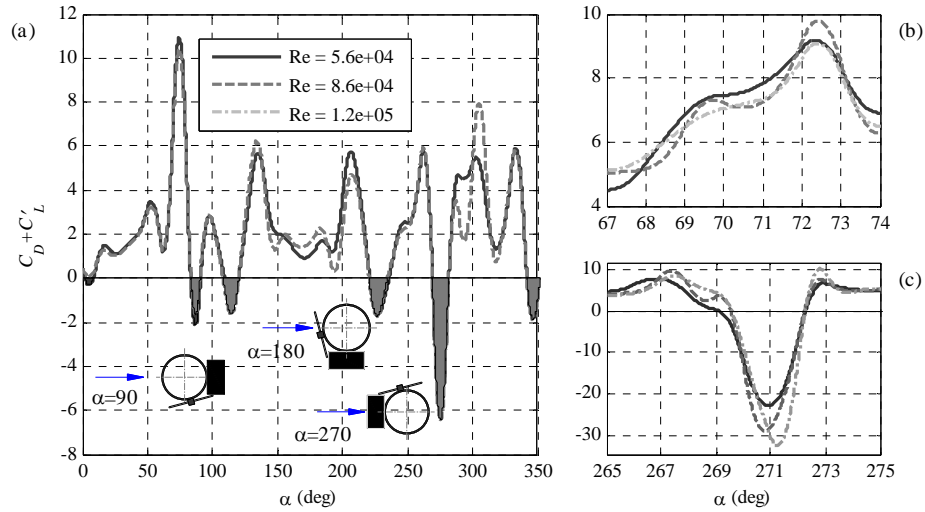 (a)
12
10
8
6
4
2
0
-2
-4
-6
-8
C_D+C'_L
Re = 5.6e+04
Re = 8.6e+04
Re = 1.2e+05
α=90
α=180
α=270
0 50 100 150 200 250 300 350
α (deg)
(b)
10
8
6
4
67 68 69 70 71 72 73 74
(c)
10
0
-10
-20
-30
265 267 269 271 273 275
α (deg)